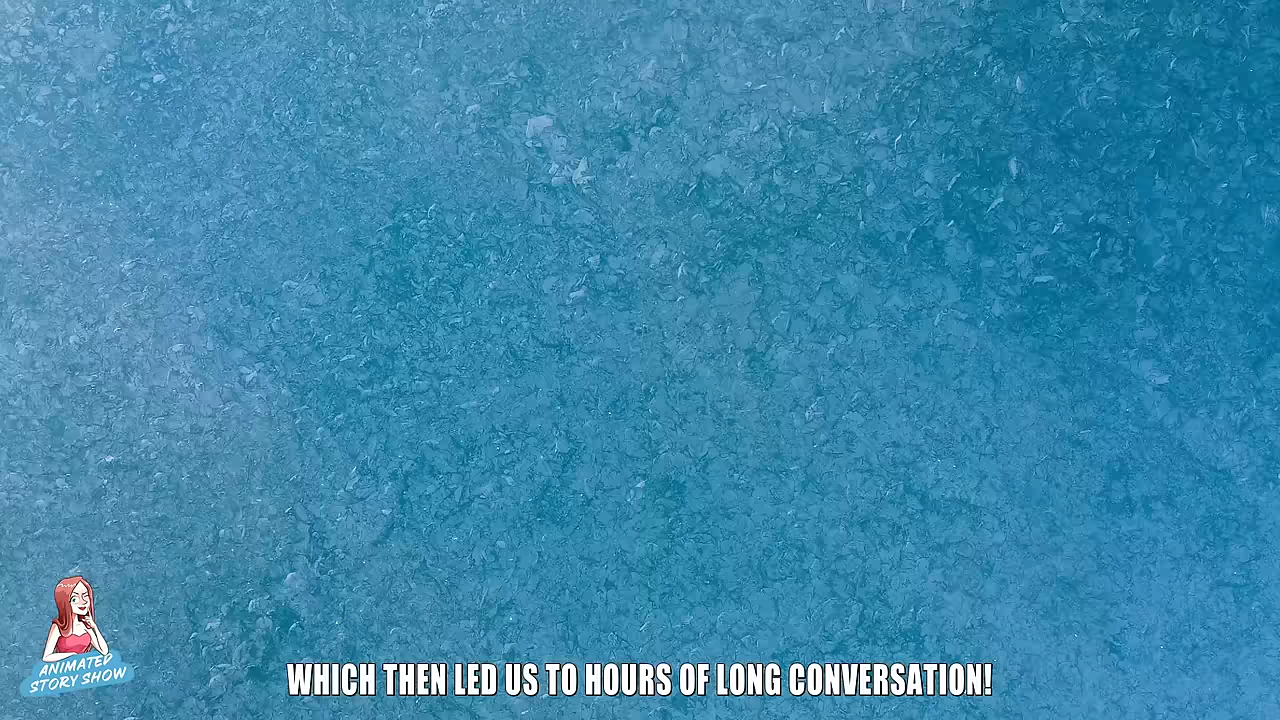 ANIMATED
STORY SHOW
WHICH THEN LED US TO HOURS OF LONG CONVERSATION!